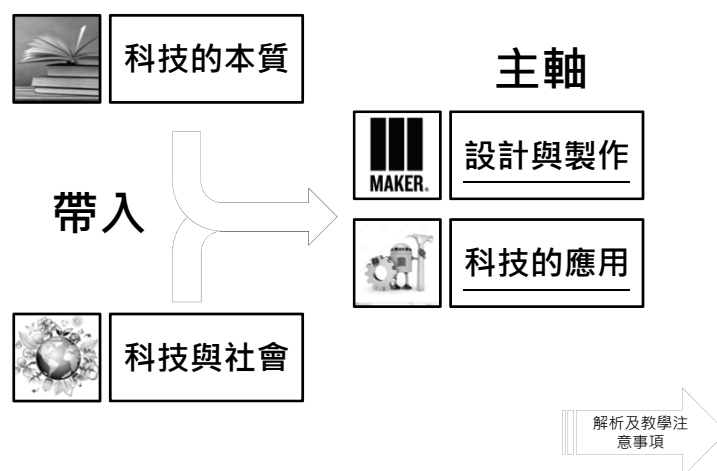 科技的本質
主軸
MAKER®
設計與製作
帶入
科技的應用
科技與社會
解析及教學注
意事項